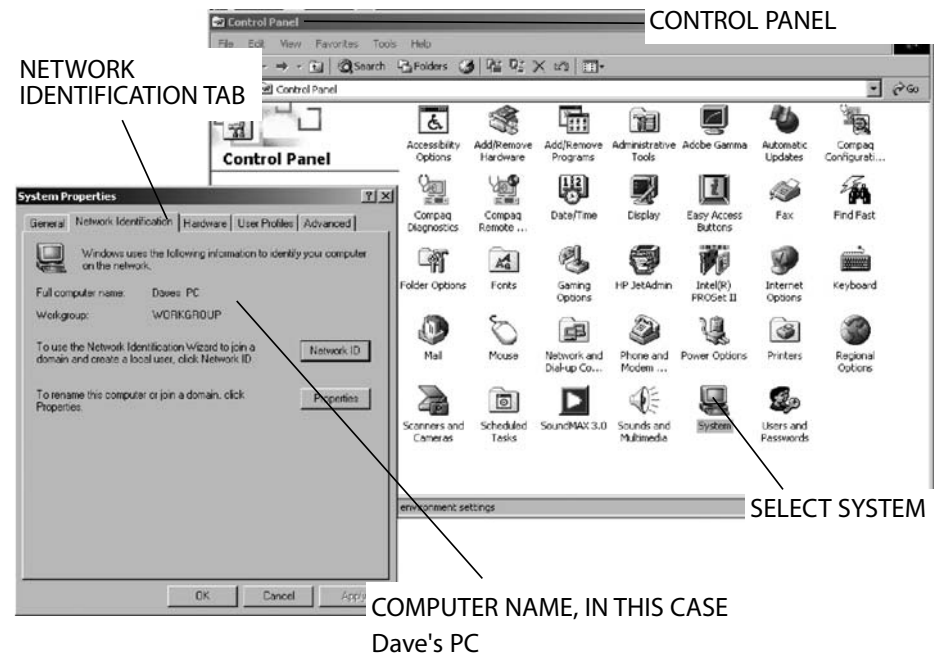 Control Panel
CONTROL PANEL
File Edit View Favorites Tools Help
Search Folders
Control Panel
Go
NETWORK
IDENTIFICATION TAB
Control Panel
Accessibility Options
Add/Remove Hardware
Add/Remove Programs
Administrative Tools
Adobe Gamma
Automatic Updates
Compaq Configurati...
Compaq Diagnostics
Compaq Remote ...
Date/Time
Display
Easy Access Buttons
Fax
Find Fast
Folder Options
Fonts
Gaming Options
HP JetAdmin
Intel(R) PROSet II
Internet Options
Keyboard
Mail
Mouse
Network and Dial-up Co...
Phone and Modem ...
Power Options
Printers
Regional Options
Scanners and Cameras
Scheduled Tasks
SoundMAX 3.0
Sounds and Multimedia
System
Users and Passwords
environment settings
SELECT SYSTEM
System Properties
General Network Identification Hardware User Profiles Advanced
Windows uses the following information to identify your computer
on the network.
Full computer name: Daves PC
Workgroup: WORKGROUP
To use the Network Identification Wizard to join a
domain and create a local user, click Network ID.
Network ID
To rename this computer or join a domain, click
Properties.
Properties
OK Cancel Apply
COMPUTER NAME, IN THIS CASE
Dave's PC